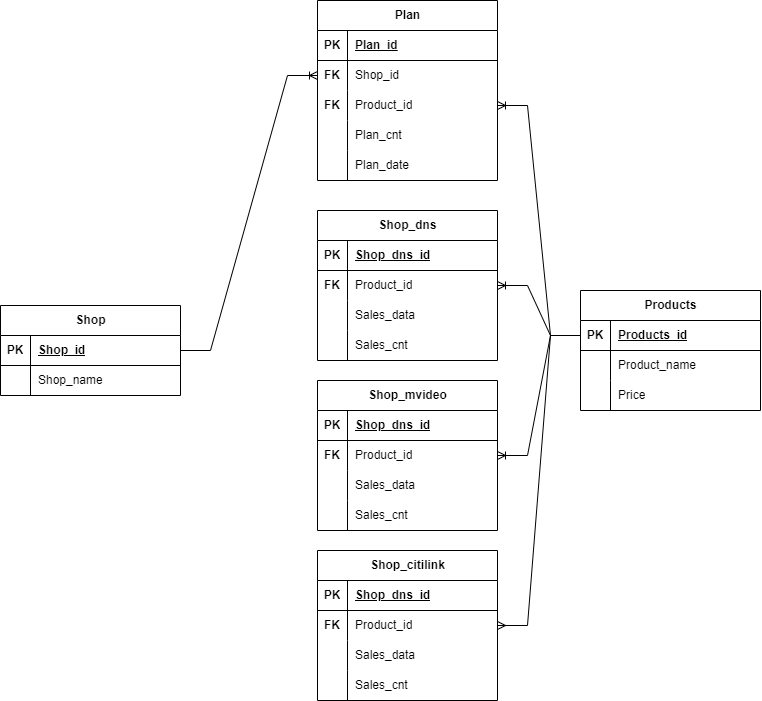 Plan
PK Plan_id
FK Shop_id
FK Product_id
Plan_cnt
Plan_date
Shop_dns
PK Shop_dns_id
FK Product_id
Sales_data
Sales_cnt
Shop
PK Shop_id
Shop_name
Products
PK Products_id
Product_name
Price
Shop_mvideo
PK Shop_dns_id
FK Product_id
Sales_data
Sales_cnt
Shop_citilink
PK Shop_dns_id
FK Product_id
Sales_data
Sales_cnt